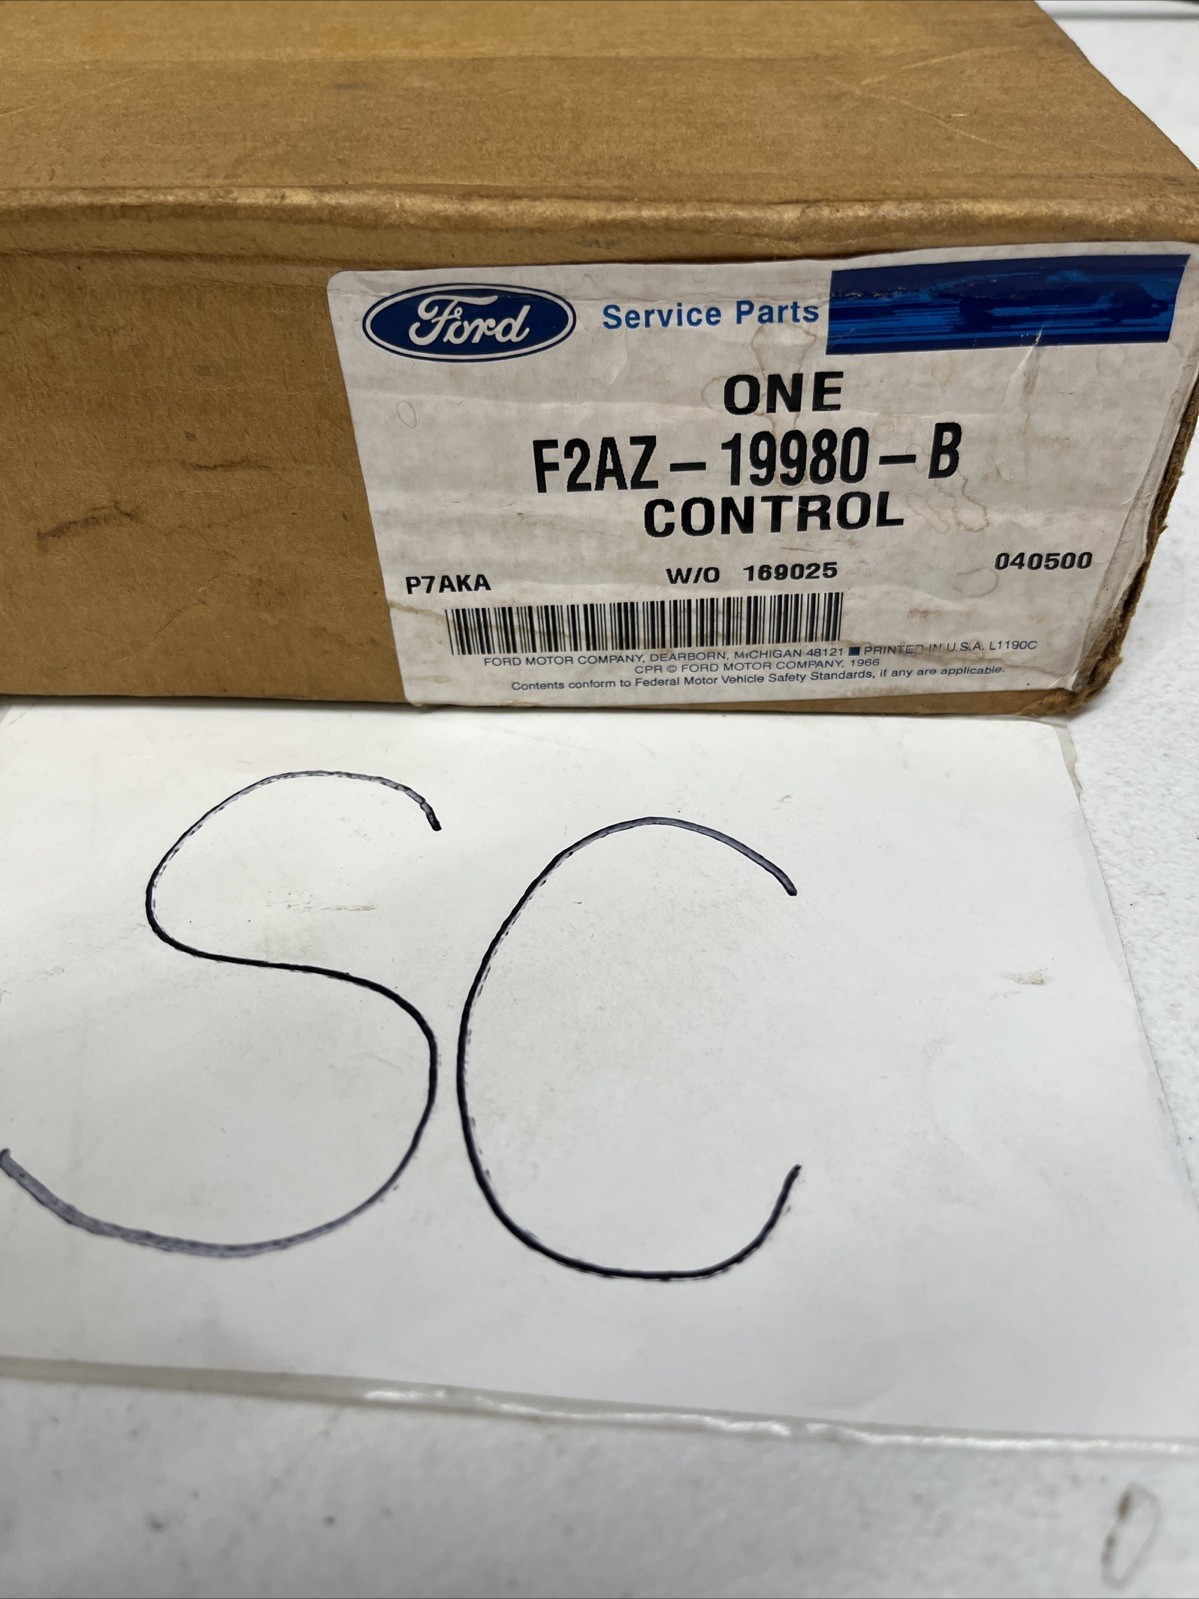 Ford Service Parts
ONE
F2AZ-19980-B
CONTROL
P7AKA W/O 169025 040500
FORD MOTOR COMPANY, DEARBORN, MICHIGAN 48121 ■ PRINTED IN U.S.A. L1190C
CPR © FORD MOTOR COMPANY, 1966
Contents conform to Federal Motor Vehicle Safety Standards, if any are applicable.
SC